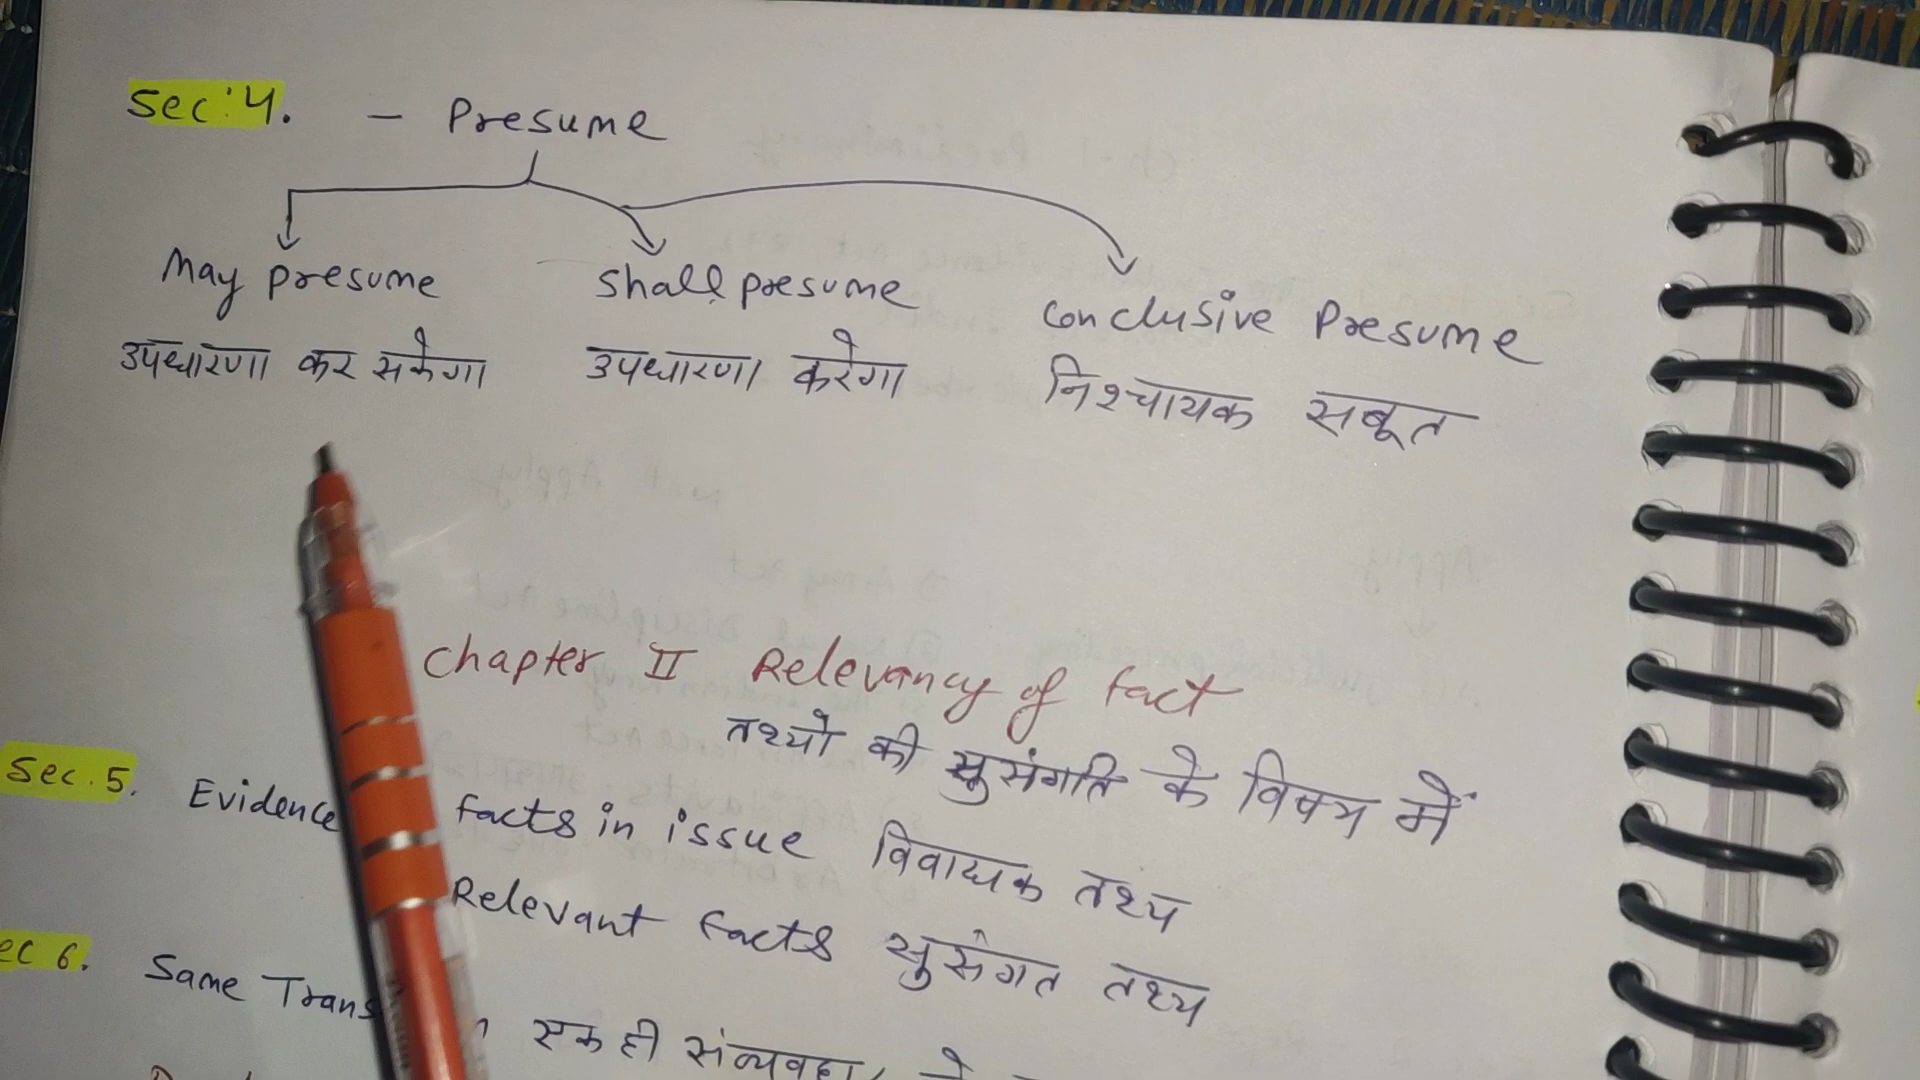 Sec. 4. - Presume
May presume Shall presume Conclusive Presume
उपधारणा कर सकेगा उपधारणा करेगा निश्चायक सबूत
Chapter II Relevancy of fact
तथ्यों की सुसंगति के विषय में
Sec. 5. Evidence facts in issue विवाद्यक तथ्य
Relevant facts सुसंगत तथ्य
ec 6. Same Trans एक ही संव्यवहा